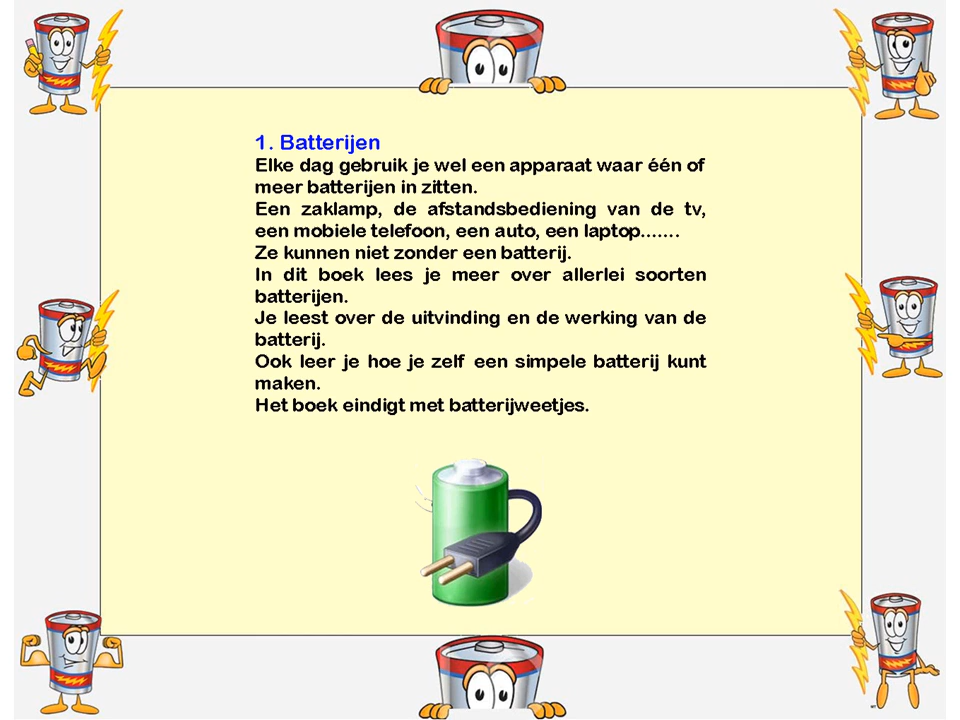 1. Batterijen
Elke dag gebruik je wel een apparaat waar één of
meer batterijen in zitten.
Een zaklamp, de afstandsbediening van de tv,
een mobiele telefoon, een auto, een laptop.......
Ze kunnen niet zonder een batterij.
In dit boek lees je meer over allerlei soorten
batterijen.
Je leest over de uitvinding en de werking van de
batterij.
Ook leer je hoe je zelf een simpele batterij kunt
maken.
Het boek eindigt met batterijweetjes.